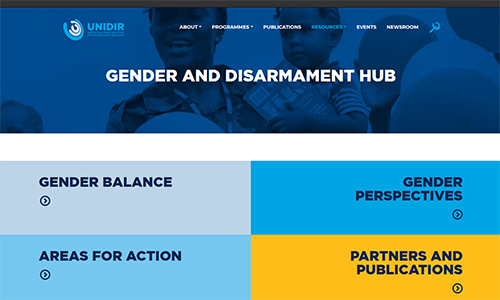 UNIDIR
ABOUT PROGRAMMES PUBLICATIONS RESOURCES EVENTS NEWSROOM
GENDER AND DISARMAMENT HUB
GENDER BALANCE
GENDER
PERSPECTIVES
AREAS FOR ACTION
PARTNERS AND
PUBLICATIONS